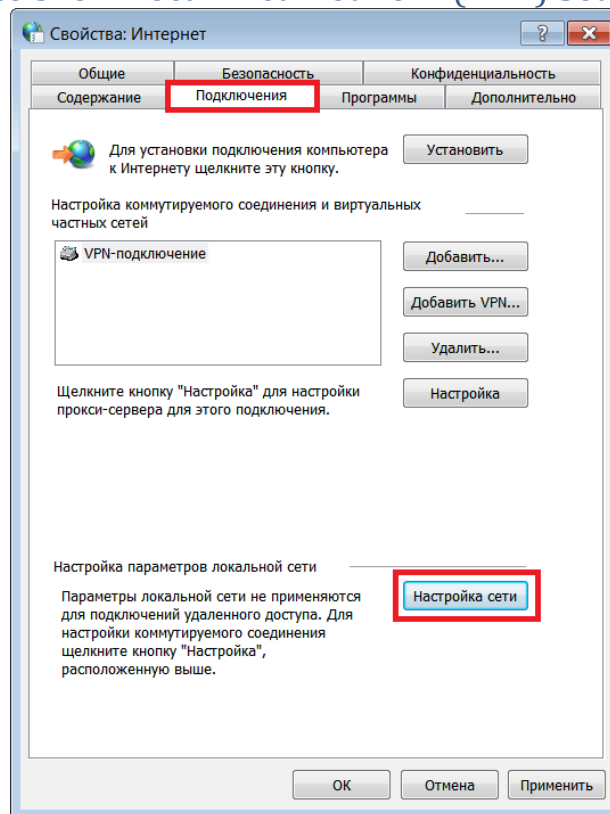 Свойства: Интернет
Общие
Безопасность
Конфиденциальность
Содержание
Подключения
Программы
Дополнительно
Для установки подключения компьютера
к Интернету щелкните эту кнопку.
Установить
Настройка коммутируемого соединения и виртуальных
частных сетей
VPN-подключение
Добавить...
Добавить VPN...
Удалить...
Щелкните кнопку "Настройка" для настройки
прокси-сервера для этого подключения.
Настройка
Настройка параметров локальной сети
Параметры локальной сети не применяются
для подключений удаленного доступа. Для
настройки коммутируемого соединения
щелкните кнопку "Настройка",
расположенную выше.
Настройка сети
ОК
Отмена
Применить